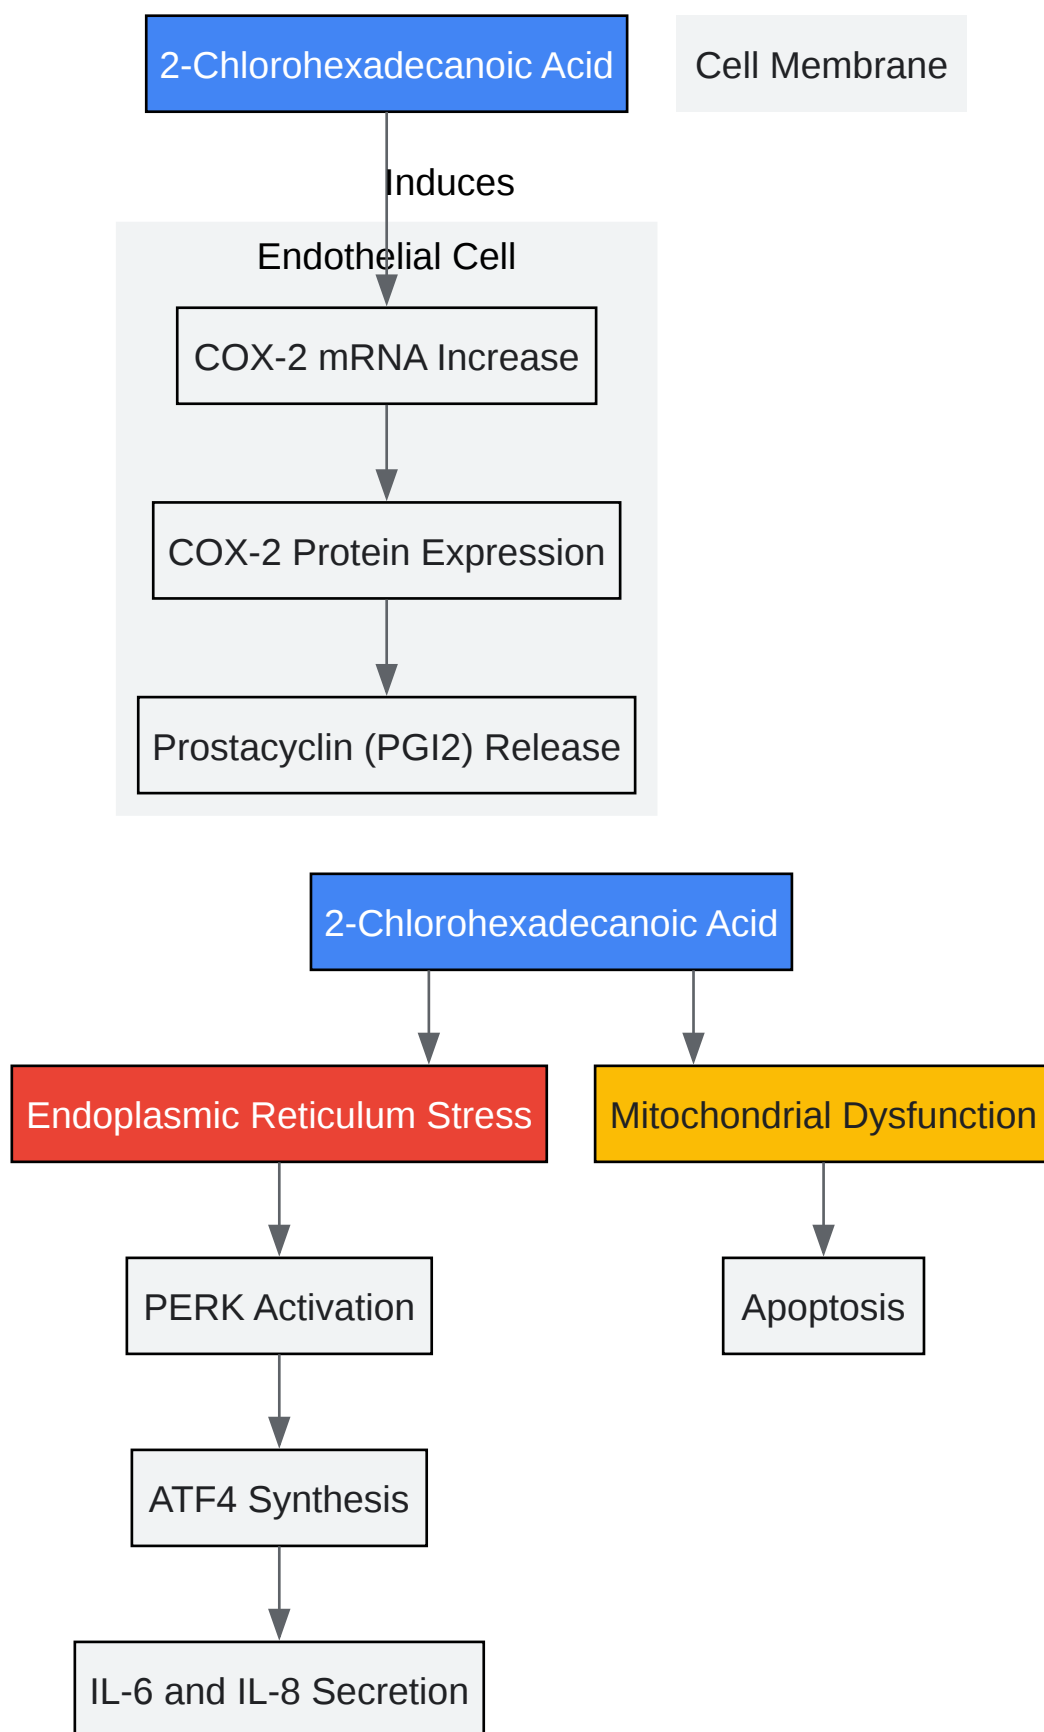 2-Chlorohexadecanoic Acid
Cell Membrane
Induces
Endothelial Cell
COX-2 mRNA Increase
COX-2 Protein Expression
Prostacyclin (PGI2) Release
2-Chlorohexadecanoic Acid
Endoplasmic Reticulum Stress
Mitochondrial Dysfunction
PERK Activation
Apoptosis
ATF4 Synthesis
IL-6 and IL-8 Secretion